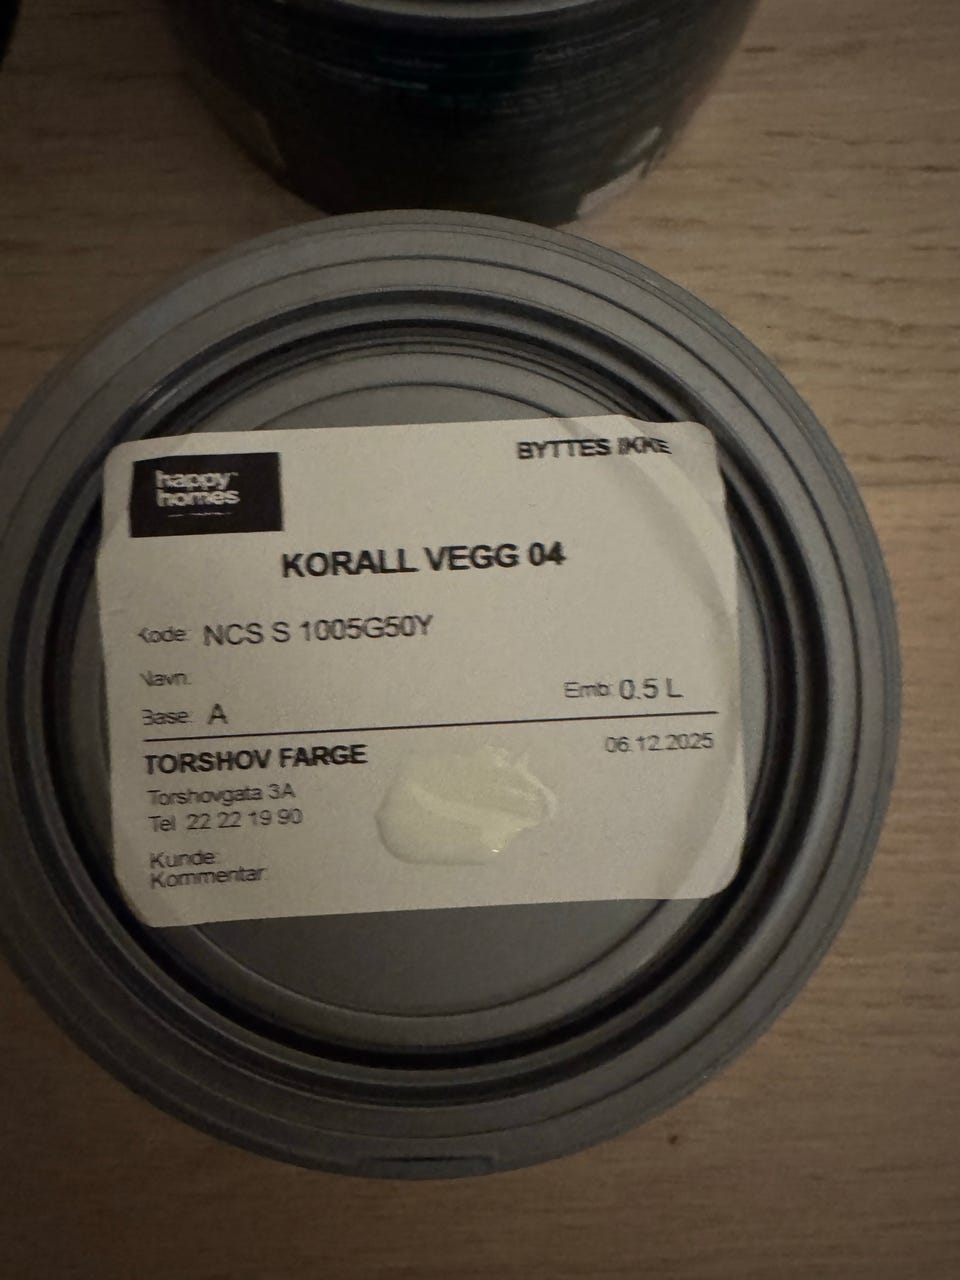 happy
homes
BYTTES IKKE
KORALL VEGG 04
Kode: NCS S 1005G50Y
Navn:
Emb: 0.5 L
Base: A
TORSHOV FARGE
06.12.2025
Torshovgata 3A
Tel 22 22 19 90
Kunde:
Kommentar: